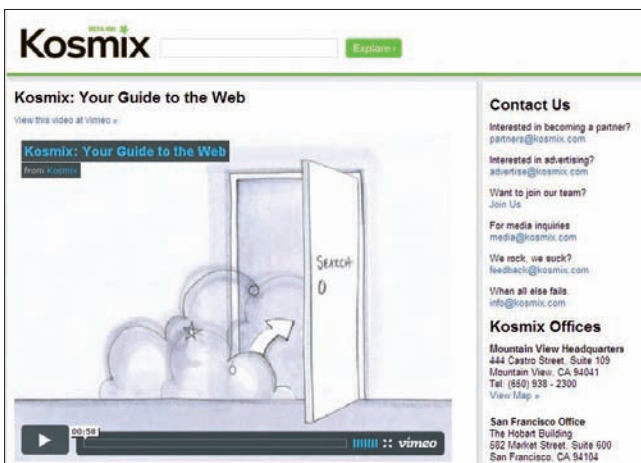 Kosmix
Explore ›
Kosmix: Your Guide to the Web
View this video at Vimeo »
Kosmix: Your Guide to the Web
from Kosmix
SEARCH
00:58
vimeo
Contact Us
Interested in becoming a partner?
partners@kosmix.com
Interested in advertising?
advertise@kosmix.com
Want to join our team?
Join Us
For media inquiries
media@kosmix.com
We rock, we suck?
feedback@kosmix.com
When all else fails.
info@kosmix.com
Kosmix Offices
Mountain View Headquarters
444 Castro Street, Suite 109
Mountain View, CA 94041
Tel: (650) 938 - 2300
View Map »
San Francisco Office
The Hobart Building
582 Market Street, Suite 600
San Francisco, CA 94104